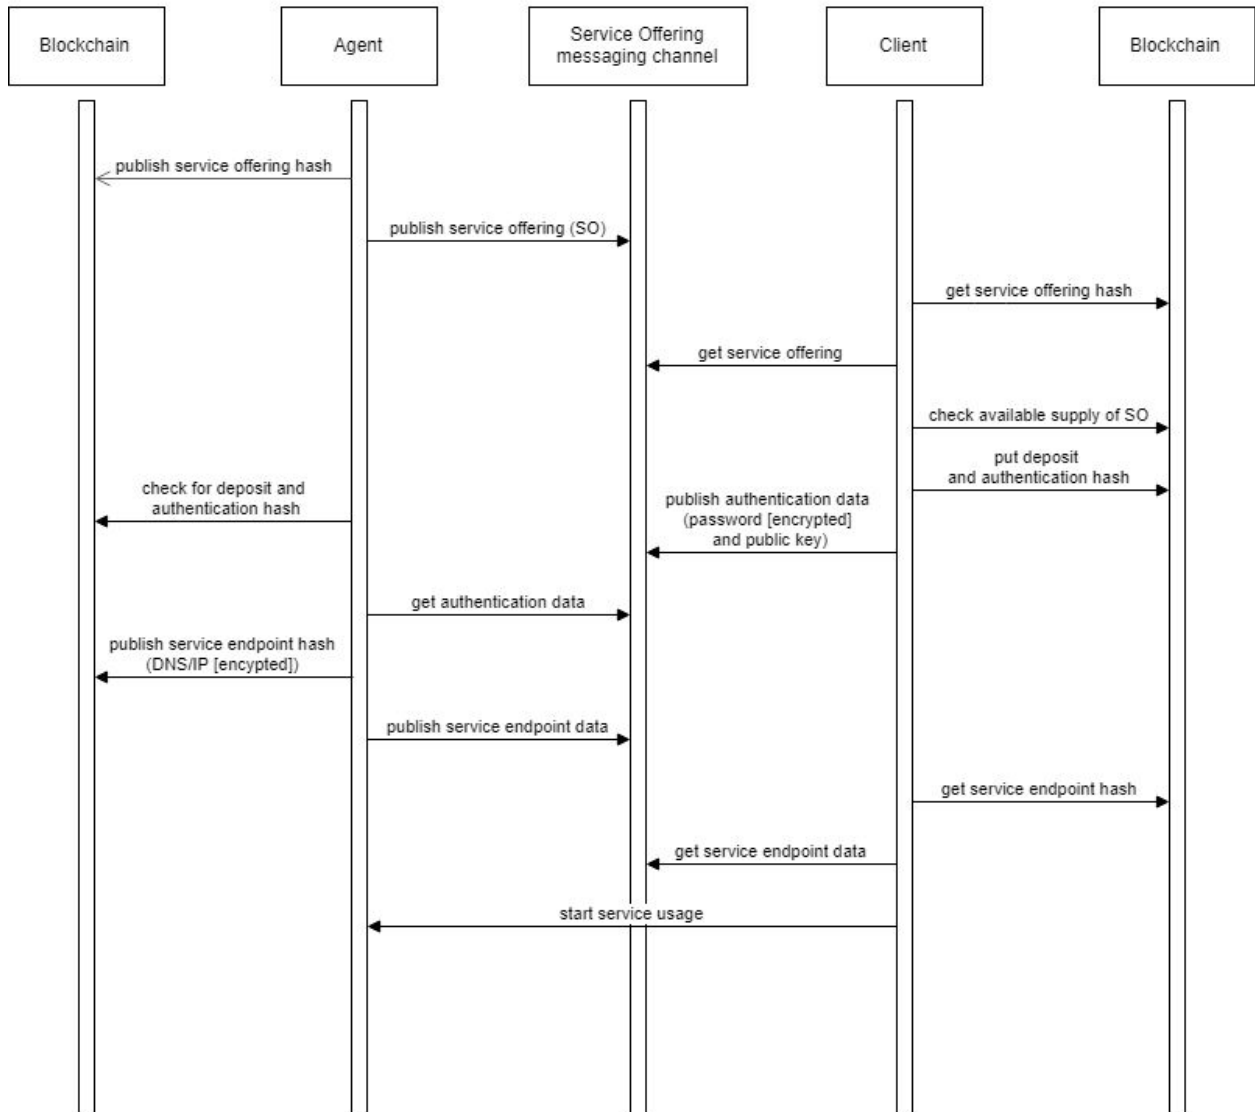 Blockchain
Agent
Service Offering
messaging channel
Client
Blockchain
publish service offering hash
publish service offering (SO)
get service offering hash
get service offering
check available supply of SO
put deposit
and authentication hash
check for deposit and
authentication hash
publish authentication data
(password [encrypted]
and public key)
get authentication data
publish service endpoint hash
(DNS/IP [encypted])
publish service endpoint data
get service endpoint hash
get service endpoint data
start service usage